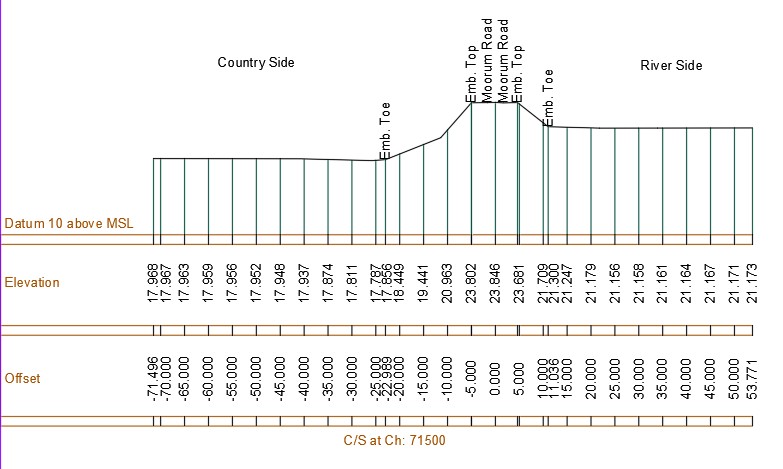 Country Side
River Side
Emb. Toe
Emb. Top
Moorum Road
Moorum Road
Emb. Top
Emb. Toe
Datum 10 above MSL
Elevation
17.968 17.967 17.963 17.959 17.956 17.952 17.948 17.937 17.874 17.811 17.787 17.856 18.449 19.441 20.963 23.802 23.846 23.681 21.709 21.300 21.247 21.179 21.156 21.158 21.161 21.164 21.167 21.171 21.173
Offset
-71.496 -70.000 -65.000 -60.000 -55.000 -50.000 -45.000 -40.000 -35.000 -30.000 -25.000 -22.989 -20.000 -15.000 -10.000 -5.000 0.000 5.000 10.000 11.036 15.000 20.000 25.000 30.000 35.000 40.000 45.000 50.000 53.771
C/S at Ch: 71500